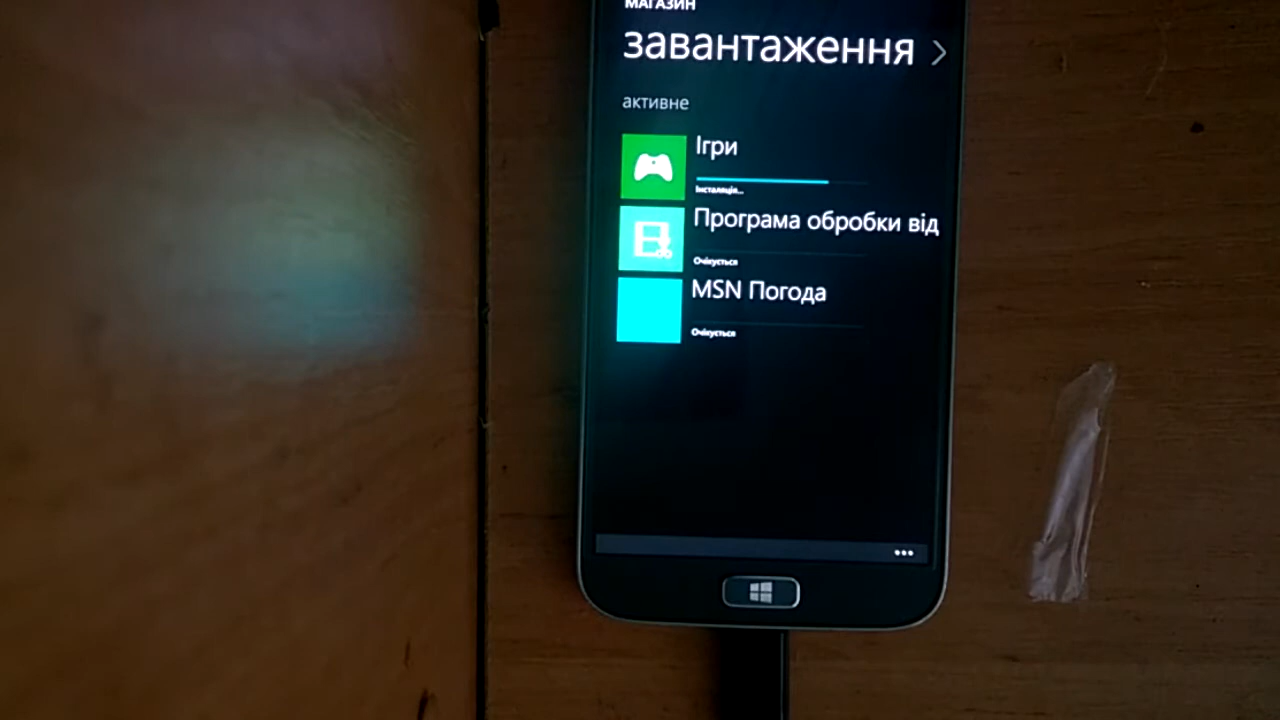 МАГАЗИН
завантаження
активне
Ігри
Інсталяція...
Програма обробки від
Очікується
MSN Погода
Очікується